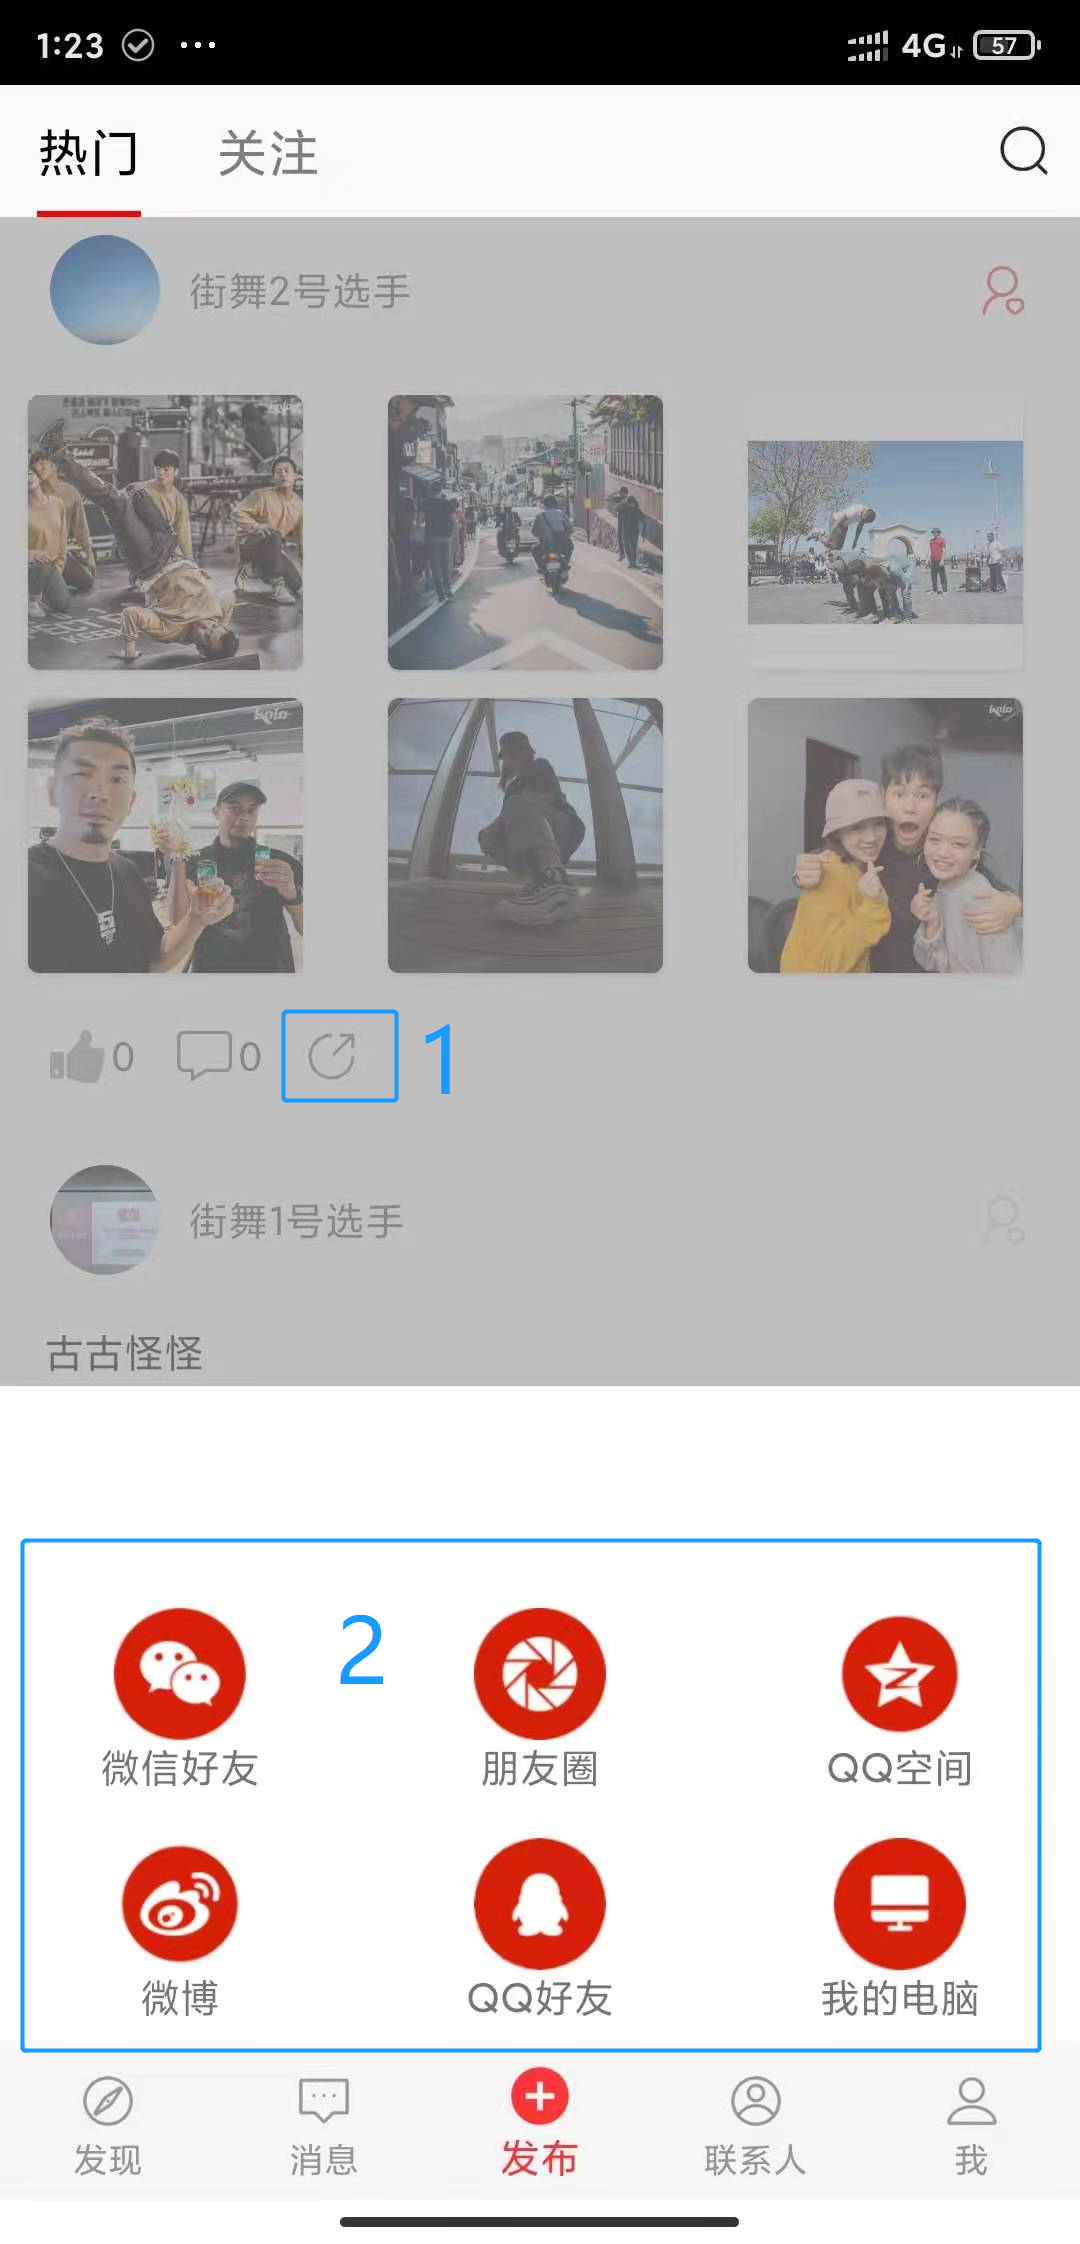 1:23 ... 4G 57
热门 关注
街舞2号选手
kolo
kolo
kolo
0 0 1
街舞1号选手
古古怪怪
2
微信好友 朋友圈 QQ空间
微博 QQ好友 我的电脑
发现 消息 发布 联系人 我